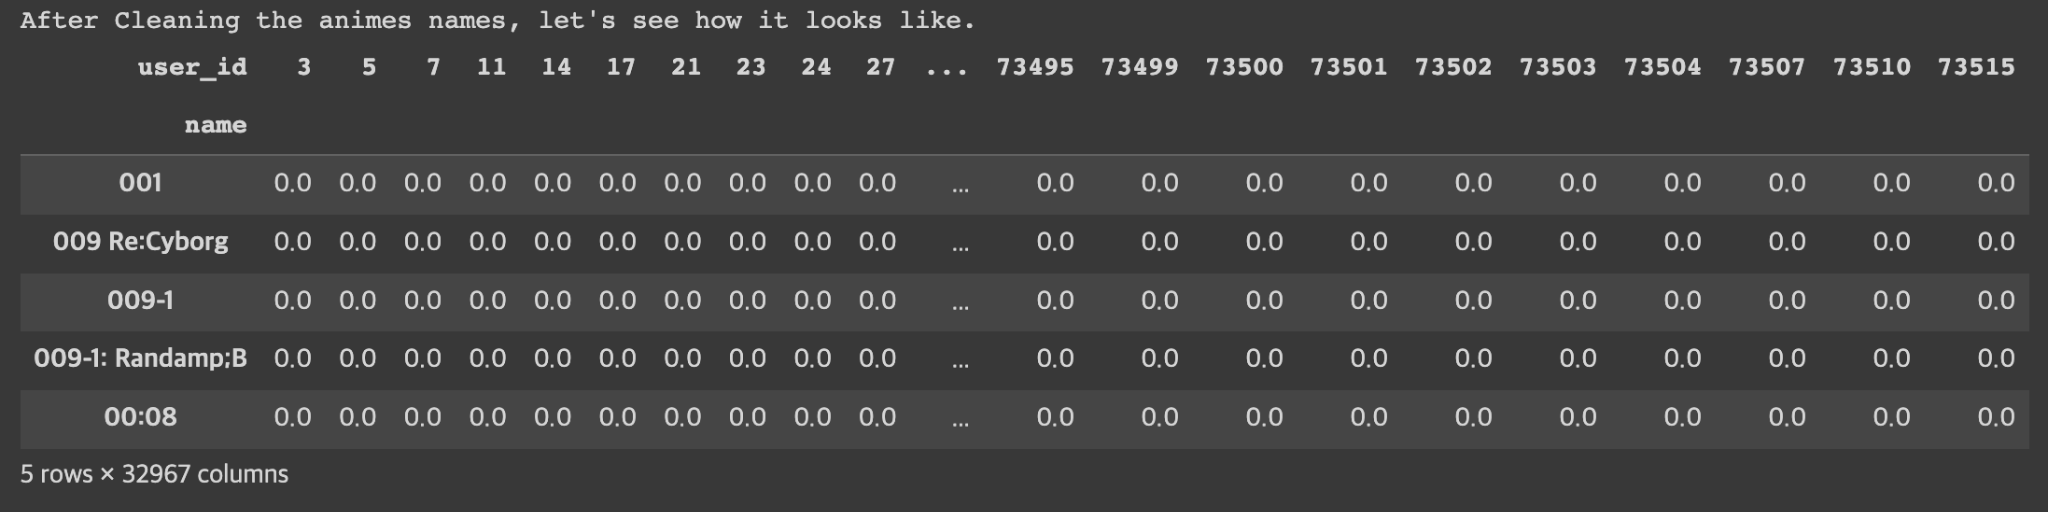 After Cleaning the animes names, let's see how it looks like.
user_id 3 5 7 11 14 17 21 23 24 27 ... 73495 73499 73500 73501 73502 73503 73504 73507 73510 73515
name
001 0.0 0.0 0.0 0.0 0.0 0.0 0.0 0.0 0.0 0.0 ... 0.0 0.0 0.0 0.0 0.0 0.0 0.0 0.0 0.0 0.0
009 Re:Cyborg 0.0 0.0 0.0 0.0 0.0 0.0 0.0 0.0 0.0 0.0 ... 0.0 0.0 0.0 0.0 0.0 0.0 0.0 0.0 0.0 0.0
009-1 0.0 0.0 0.0 0.0 0.0 0.0 0.0 0.0 0.0 0.0 ... 0.0 0.0 0.0 0.0 0.0 0.0 0.0 0.0 0.0 0.0
009-1: Randamp;B 0.0 0.0 0.0 0.0 0.0 0.0 0.0 0.0 0.0 0.0 ... 0.0 0.0 0.0 0.0 0.0 0.0 0.0 0.0 0.0 0.0
00:08 0.0 0.0 0.0 0.0 0.0 0.0 0.0 0.0 0.0 0.0 ... 0.0 0.0 0.0 0.0 0.0 0.0 0.0 0.0 0.0 0.0
5 rows × 32967 columns